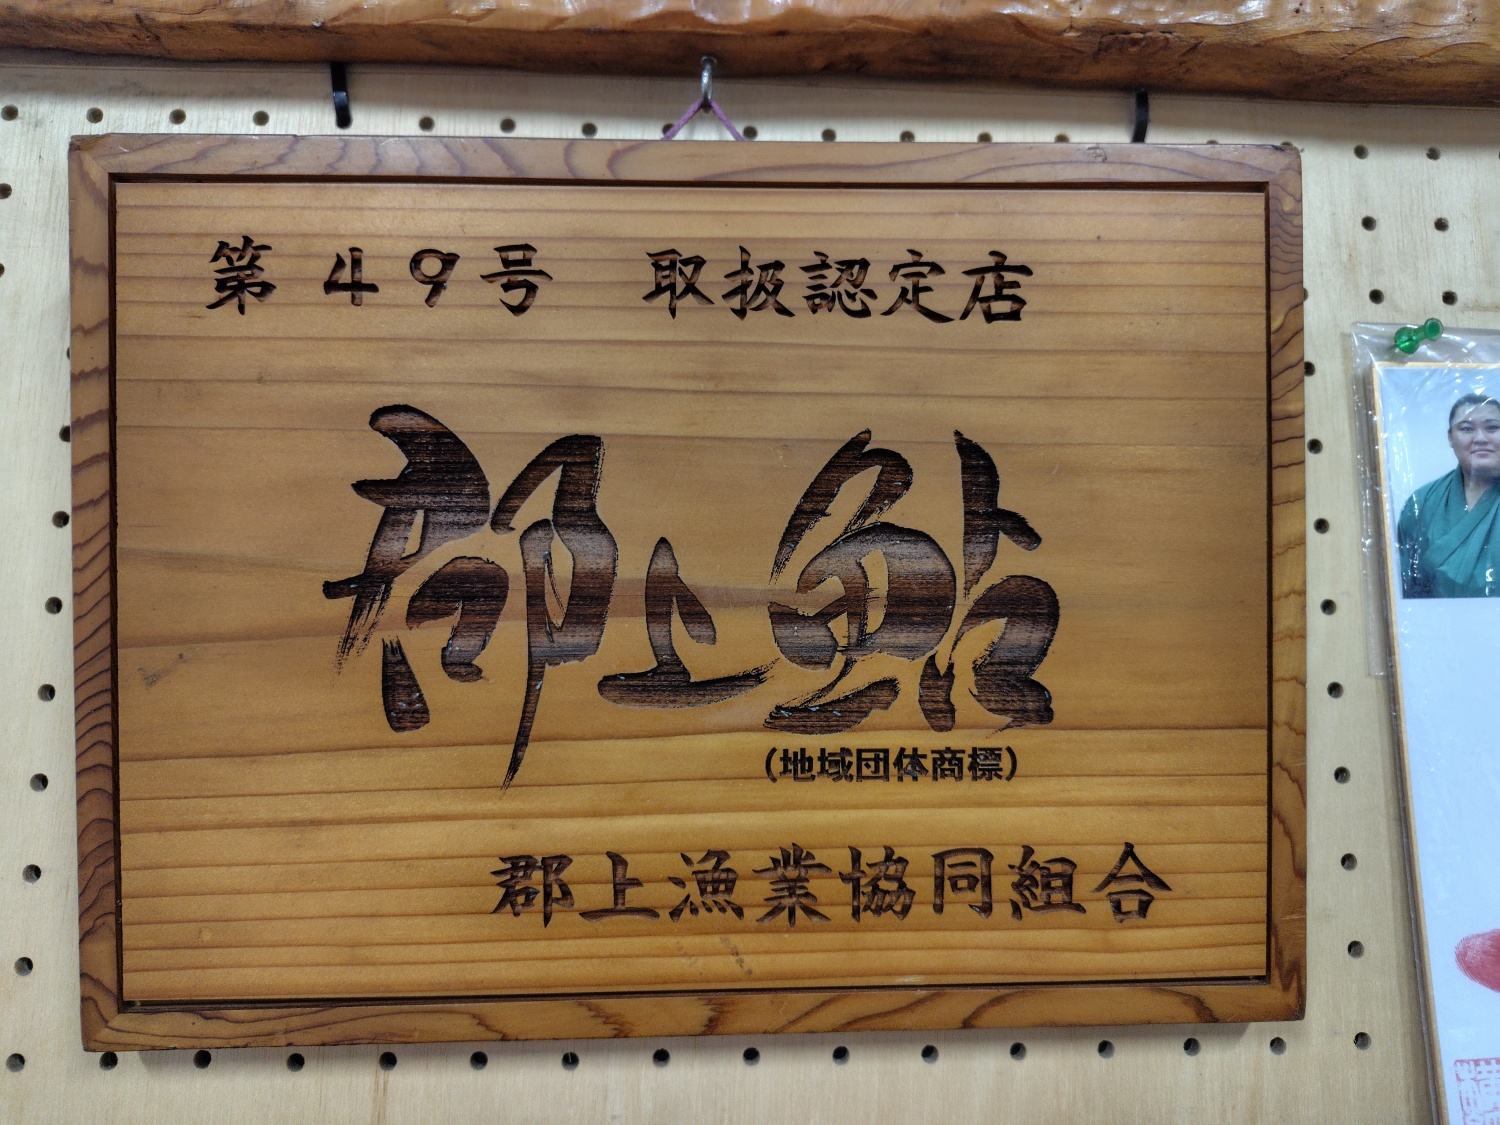 第49号　取扱認定店
郡上鮎
（地域団体商標）
郡上漁業協同組合